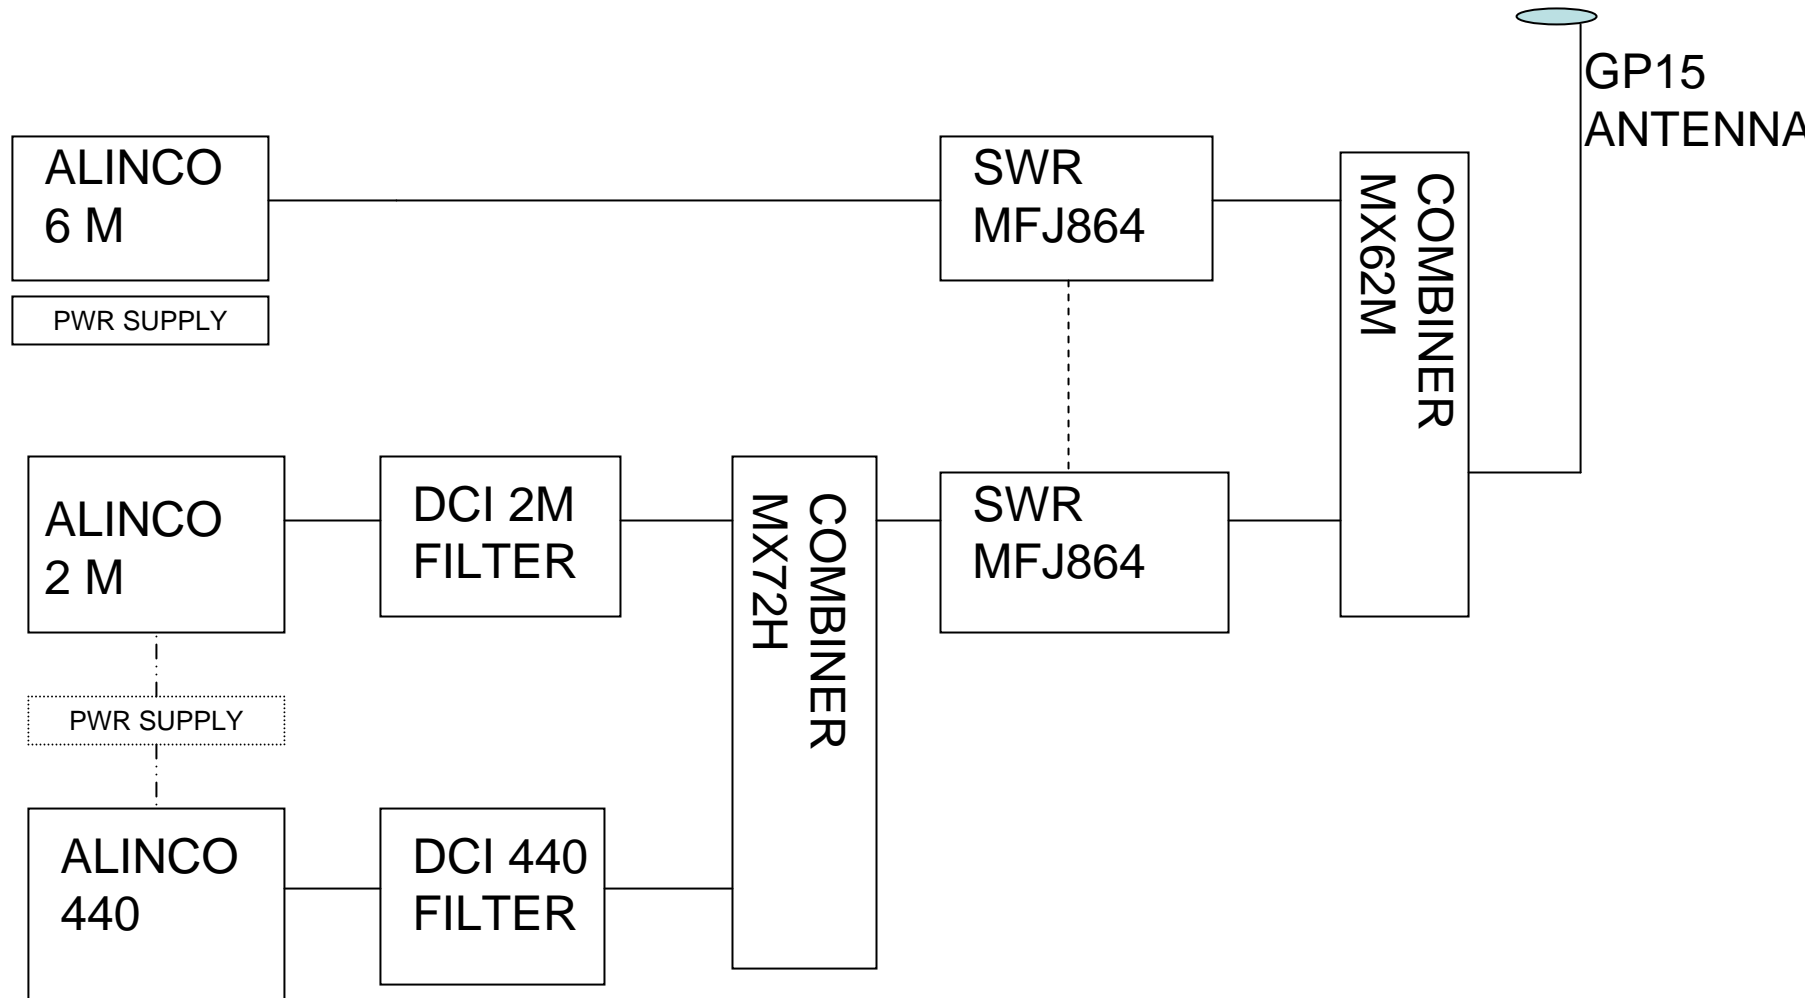 GP15
ANTENNA
ALINCO
6 M
SWR
MFJ864
COMBINER
MX62M
PWR SUPPLY
ALINCO
2 M
DCI 2M
FILTER
COMBINER
MX72H
SWR
MFJ864
PWR SUPPLY
ALINCO
440
DCI 440
FILTER